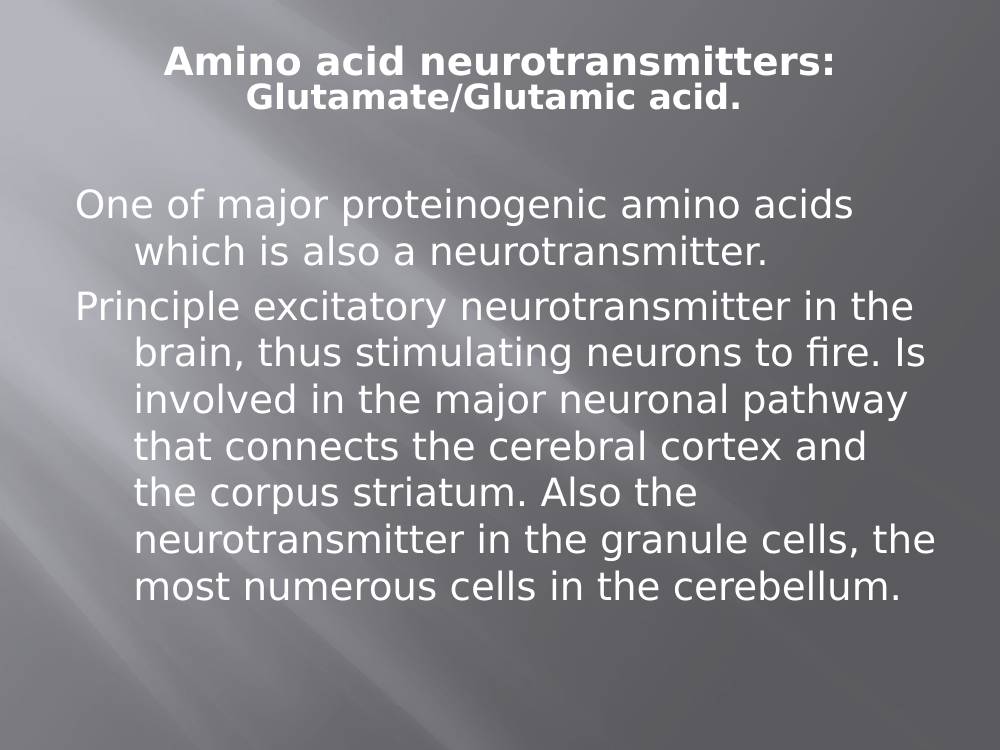 Amino acid neurotransmitters:
Glutamate/Glutamic acid.
One of major proteinogenic amino acids
which is also a neurotransmitter.
Principle excitatory neurotransmitter in the
brain, thus stimulating neurons to fire. Is
involved in the major neuronal pathway
that connects the cerebral cortex and
the corpus striatum. Also the
neurotransmitter in the granule cells, the
most numerous cells in the cerebellum.